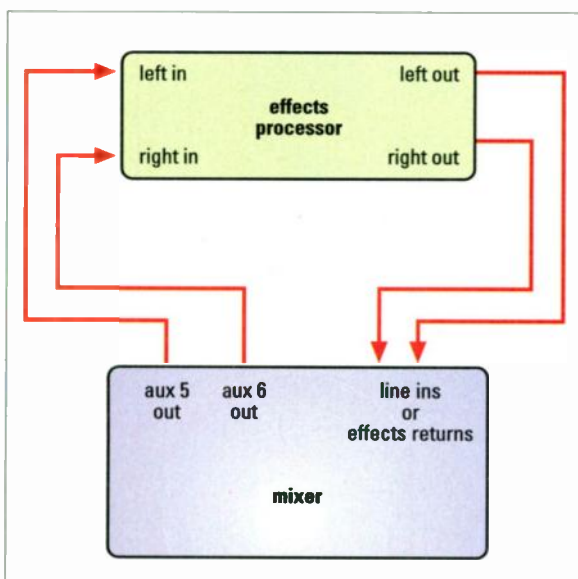 left in left out
effects
processor
right in right out
aux 5 aux 6 line ins
out out or
effects returns
mixer